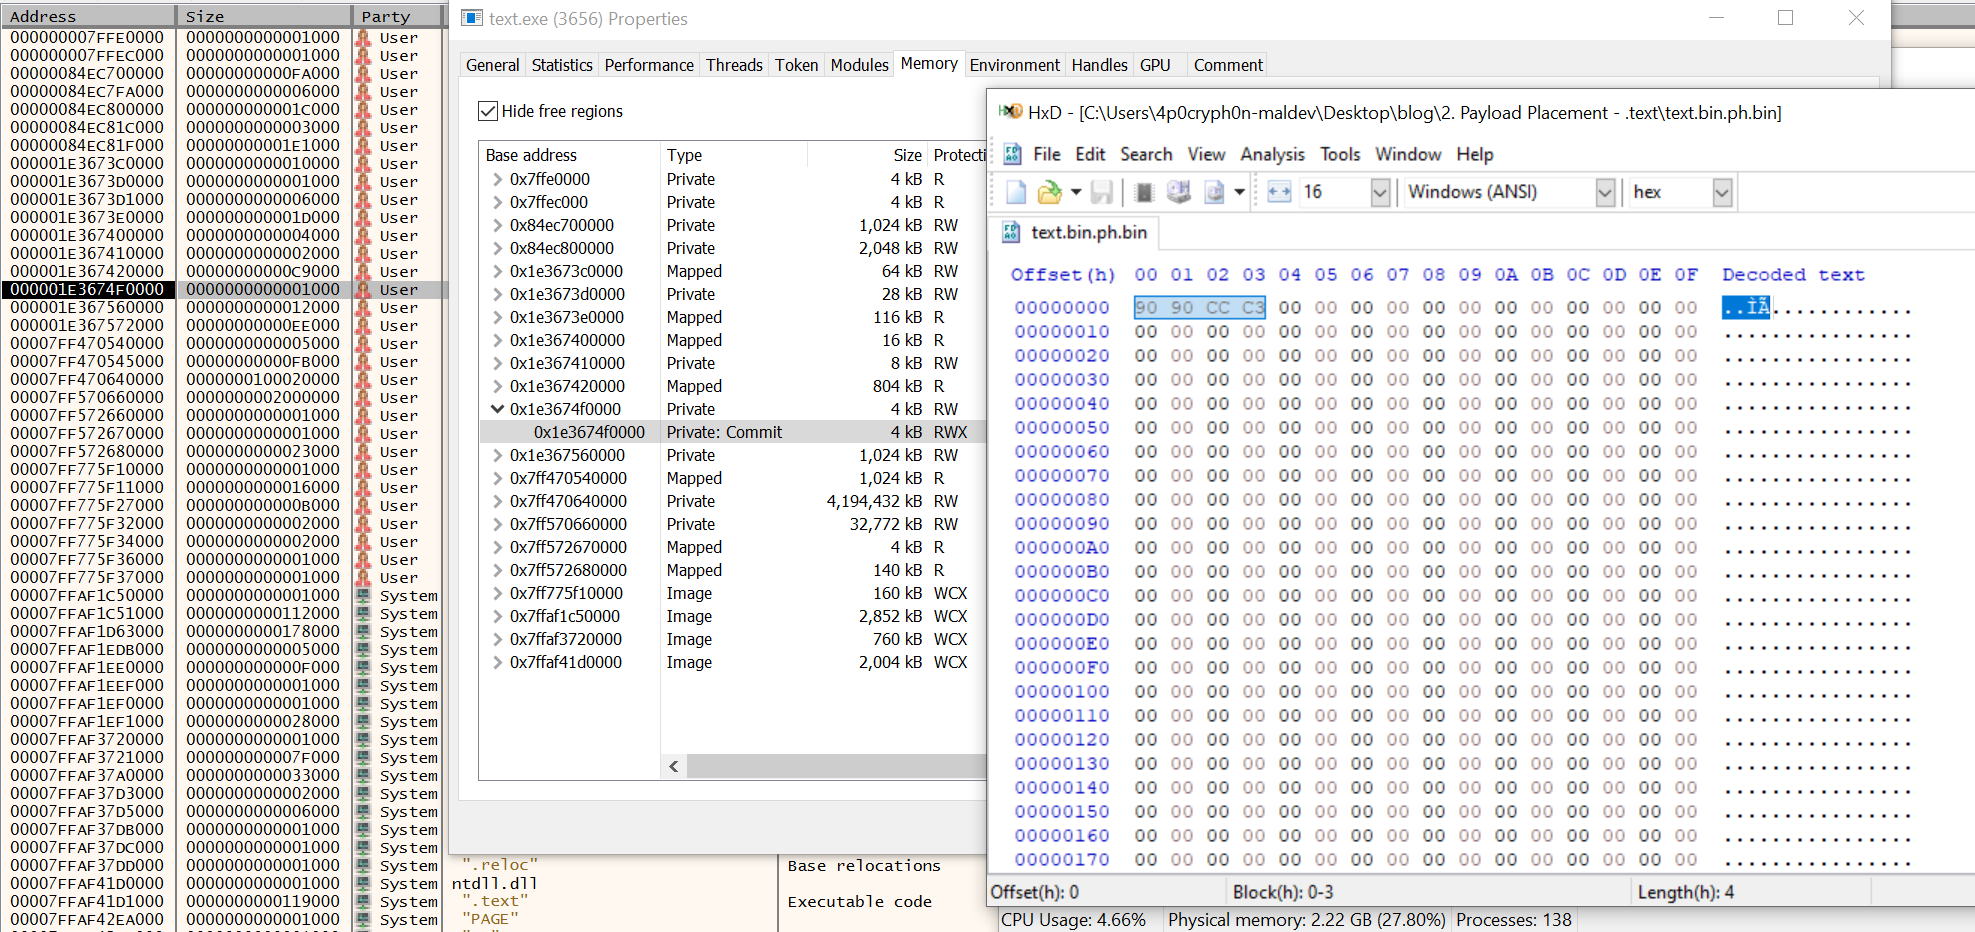 Address Size Party
000000007FFE0000 0000000000001000 User
000000007FFEC000 0000000000001000 User
00000084EC700000 00000000000FA000 User
00000084EC7FA000 0000000000006000 User
00000084EC800000 000000000001C000 User
00000084EC81C000 0000000000003000 User
00000084EC81F000 00000000001E1000 User
000001E3673C0000 0000000000010000 User
000001E3673D0000 0000000000001000 User
000001E3673D1000 0000000000006000 User
000001E3673E0000 000000000001D000 User
000001E367400000 0000000000004000 User
000001E367410000 0000000000002000 User
000001E367420000 00000000000C9000 User
000001E3674F0000 0000000000001000 User
000001E367560000 0000000000012000 User
000001E367572000 00000000000EE000 User
00007FF470540000 0000000000005000 User
00007FF470545000 00000000000FB000 User
00007FF470640000 0000000100020000 User
00007FF570660000 0000000002000000 User
00007FF572660000 0000000000001000 User
00007FF572670000 0000000000001000 User
00007FF572680000 0000000000023000 User
00007FF775F10000 0000000000001000 User
00007FF775F11000 0000000000016000 User
00007FF775F27000 000000000000B000 User
00007FF775F32000 0000000000002000 User
00007FF775F34000 0000000000002000 User
00007FF775F36000 0000000000001000 User
00007FF775F37000 0000000000001000 User
00007FFAF1C50000 0000000000001000 System
00007FFAF1C51000 0000000000112000 System
00007FFAF1D63000 0000000000178000 System
00007FFAF1EDB000 0000000000005000 System
00007FFAF1EE0000 000000000000F000 System
00007FFAF1EEF000 0000000000001000 System
00007FFAF1EF0000 0000000000001000 System
00007FFAF1EF1000 0000000000028000 System
00007FFAF3720000 0000000000001000 System
00007FFAF3721000 000000000007F000 System
00007FFAF37A0000 0000000000033000 System
00007FFAF37D3000 0000000000002000 System
00007FFAF37D5000 0000000000006000 System
00007FFAF37DB000 0000000000001000 System
00007FFAF37DC000 0000000000001000 System
00007FFAF37DD000 0000000000001000 System ".reloc" Base relocations
00007FFAF41D0000 0000000000001000 System ntdll.dll
00007FFAF41D1000 0000000000119000 System ".text" Executable code
00007FFAF42EA000 0000000000001000 System "PAGE"
text.exe (3656) Properties
General Statistics Performance Threads Token Modules Memory Environment Handles GPU Comment
Hide free regions
Base address Type Size Protecti
0x7ffe0000 Private 4 kB R
0x7ffec000 Private 4 kB R
0x84ec700000 Private 1,024 kB RW
0x84ec800000 Private 2,048 kB RW
0x1e3673c0000 Mapped 64 kB RW
0x1e3673d0000 Private 28 kB RW
0x1e3673e0000 Mapped 116 kB R
0x1e367400000 Mapped 16 kB R
0x1e367410000 Private 8 kB RW
0x1e367420000 Mapped 804 kB R
0x1e3674f0000 Private 4 kB RW
0x1e3674f0000 Private: Commit 4 kB RWX
0x1e367560000 Private 1,024 kB RW
0x7ff470540000 Mapped 1,024 kB R
0x7ff470640000 Private 4,194,432 kB RW
0x7ff570660000 Private 32,772 kB RW
0x7ff572670000 Mapped 4 kB R
0x7ff572680000 Mapped 140 kB R
0x7ff775f10000 Image 160 kB WCX
0x7ffaf1c50000 Image 2,852 kB WCX
0x7ffaf3720000 Image 760 kB WCX
0x7ffaf41d0000 Image 2,004 kB WCX
HxD - [C:\Users\4p0cryph0n-maldev\Desktop\blog\2. Payload Placement - .text\text.bin.ph.bin]
File Edit Search View Analysis Tools Window Help
16 Windows (ANSI) hex
text.bin.ph.bin
Offset(h) 00 01 02 03 04 05 06 07 08 09 0A 0B 0C 0D 0E 0F Decoded text
00000000 90 90 CC C3 00 00 00 00 00 00 00 00 00 00 00 00 ..ÌÃ............
00000010 00 00 00 00 00 00 00 00 00 00 00 00 00 00 00 00 ................
00000020 00 00 00 00 00 00 00 00 00 00 00 00 00 00 00 00 ................
00000030 00 00 00 00 00 00 00 00 00 00 00 00 00 00 00 00 ................
00000040 00 00 00 00 00 00 00 00 00 00 00 00 00 00 00 00 ................
00000050 00 00 00 00 00 00 00 00 00 00 00 00 00 00 00 00 ................
00000060 00 00 00 00 00 00 00 00 00 00 00 00 00 00 00 00 ................
00000070 00 00 00 00 00 00 00 00 00 00 00 00 00 00 00 00 ................
00000080 00 00 00 00 00 00 00 00 00 00 00 00 00 00 00 00 ................
00000090 00 00 00 00 00 00 00 00 00 00 00 00 00 00 00 00 ................
000000A0 00 00 00 00 00 00 00 00 00 00 00 00 00 00 00 00 ................
000000B0 00 00 00 00 00 00 00 00 00 00 00 00 00 00 00 00 ................
000000C0 00 00 00 00 00 00 00 00 00 00 00 00 00 00 00 00 ................
000000D0 00 00 00 00 00 00 00 00 00 00 00 00 00 00 00 00 ................
000000E0 00 00 00 00 00 00 00 00 00 00 00 00 00 00 00 00 ................
000000F0 00 00 00 00 00 00 00 00 00 00 00 00 00 00 00 00 ................
00000100 00 00 00 00 00 00 00 00 00 00 00 00 00 00 00 00 ................
00000110 00 00 00 00 00 00 00 00 00 00 00 00 00 00 00 00 ................
00000120 00 00 00 00 00 00 00 00 00 00 00 00 00 00 00 00 ................
00000130 00 00 00 00 00 00 00 00 00 00 00 00 00 00 00 00 ................
00000140 00 00 00 00 00 00 00 00 00 00 00 00 00 00 00 00 ................
00000150 00 00 00 00 00 00 00 00 00 00 00 00 00 00 00 00 ................
00000160 00 00 00 00 00 00 00 00 00 00 00 00 00 00 00 00 ................
00000170 00 00 00 00 00 00 00 00 00 00 00 00 00 00 00 00 ................
Offset(h): 0 Block(h): 0-3 Length(h): 4
CPU Usage: 4.66% Physical memory: 2.22 GB (27.80%) Processes: 138